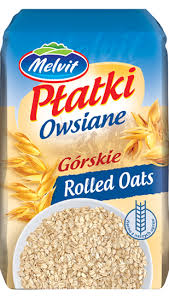 Melvit
Płatki
Owsiane
Górskie
Rolled Oats